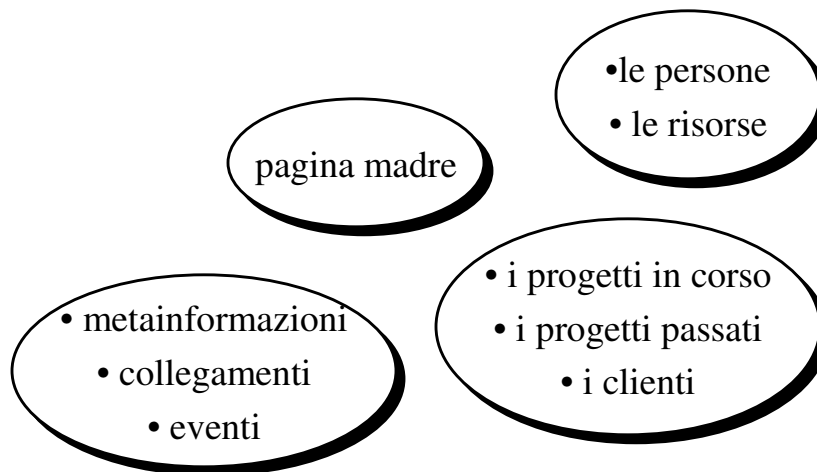 •le persone
• le risorse
pagina madre
• i progetti in corso
• i progetti passati
• i clienti
• metainformazioni
• collegamenti
• eventi